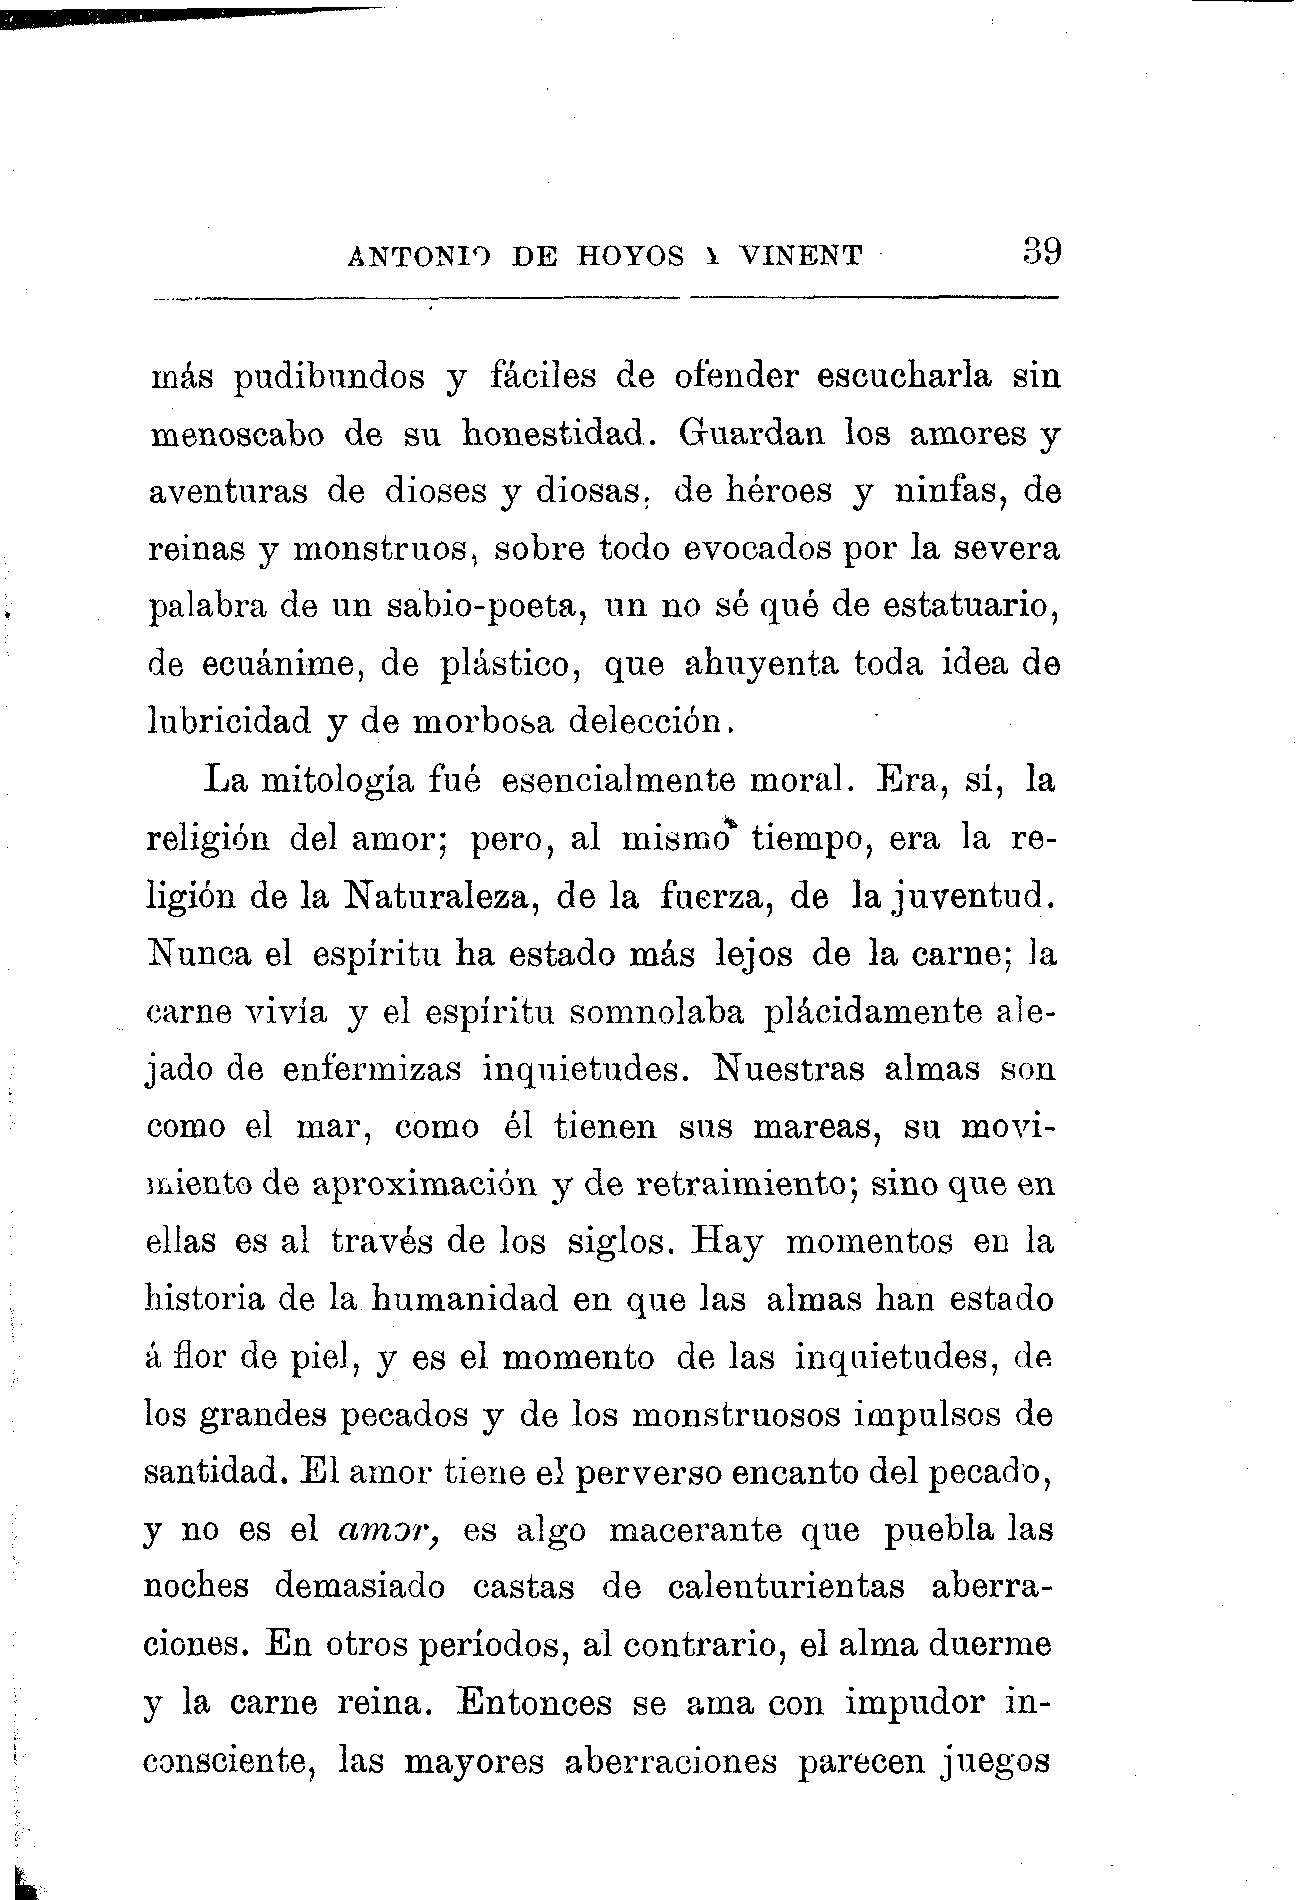 ANTONIO DE HOYOS Y VINENT 39
más pudibundos y fáciles de ofender escucharla sin
menoscabo de su honestidad. Guardan los amores y
aventuras de dioses y diosas, de héroes y ninfas, de
reinas y monstruos, sobre todo evocados por la severa
palabra de un sabio-poeta, un no sé qué de estatuario,
de ecuánime, de plástico, que ahuyenta toda idea de
lubricidad y de morbosa delección.
La mitología fué esencialmente moral. Era, sí, la
religión del amor; pero, al mismo tiempo, era la re-
ligión de la Naturaleza, de la fuerza, de la juventud.
Nunca el espíritu ha estado más lejos de la carne; la
carne vivía y el espíritu somnolaba plácidamente ale-
jado de enfermizas inquietudes. Nuestras almas son
como el mar, como él tienen sus mareas, su movi-
miento de aproximación y de retraimiento; sino que en
ellas es al través de los siglos. Hay momentos en la
historia de la humanidad en que las almas han estado
á flor de piel, y es el momento de las inquietudes, de
los grandes pecados y de los monstruosos impulsos de
santidad. El amor tiene el perverso encanto del pecado,
y no es el amor, es algo macerante que puebla las
noches demasiado castas de calenturientas aberra-
ciones. En otros períodos, al contrario, el alma duerme
y la carne reina. Entonces se ama con impudor in-
consciente, las mayores aberraciones parecen juegos